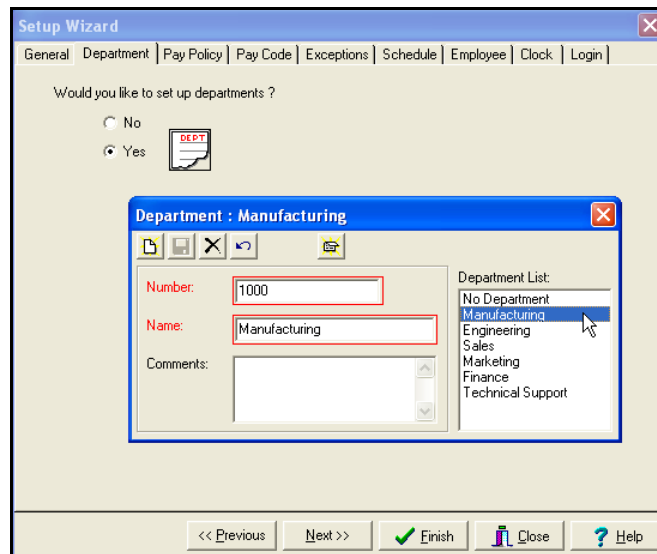 Setup Wizard
General Department Pay Policy Pay Code Exceptions Schedule Employee Clock Login
Would you like to set up departments ?
No
Yes
DEPT
Department : Manufacturing
Number:
1000
Name:
Manufacturing
Comments:
Department List:
No Department
Manufacturing
Engineering
Sales
Marketing
Finance
Technical Support
<< Previous Next >> Finish Close ? Help